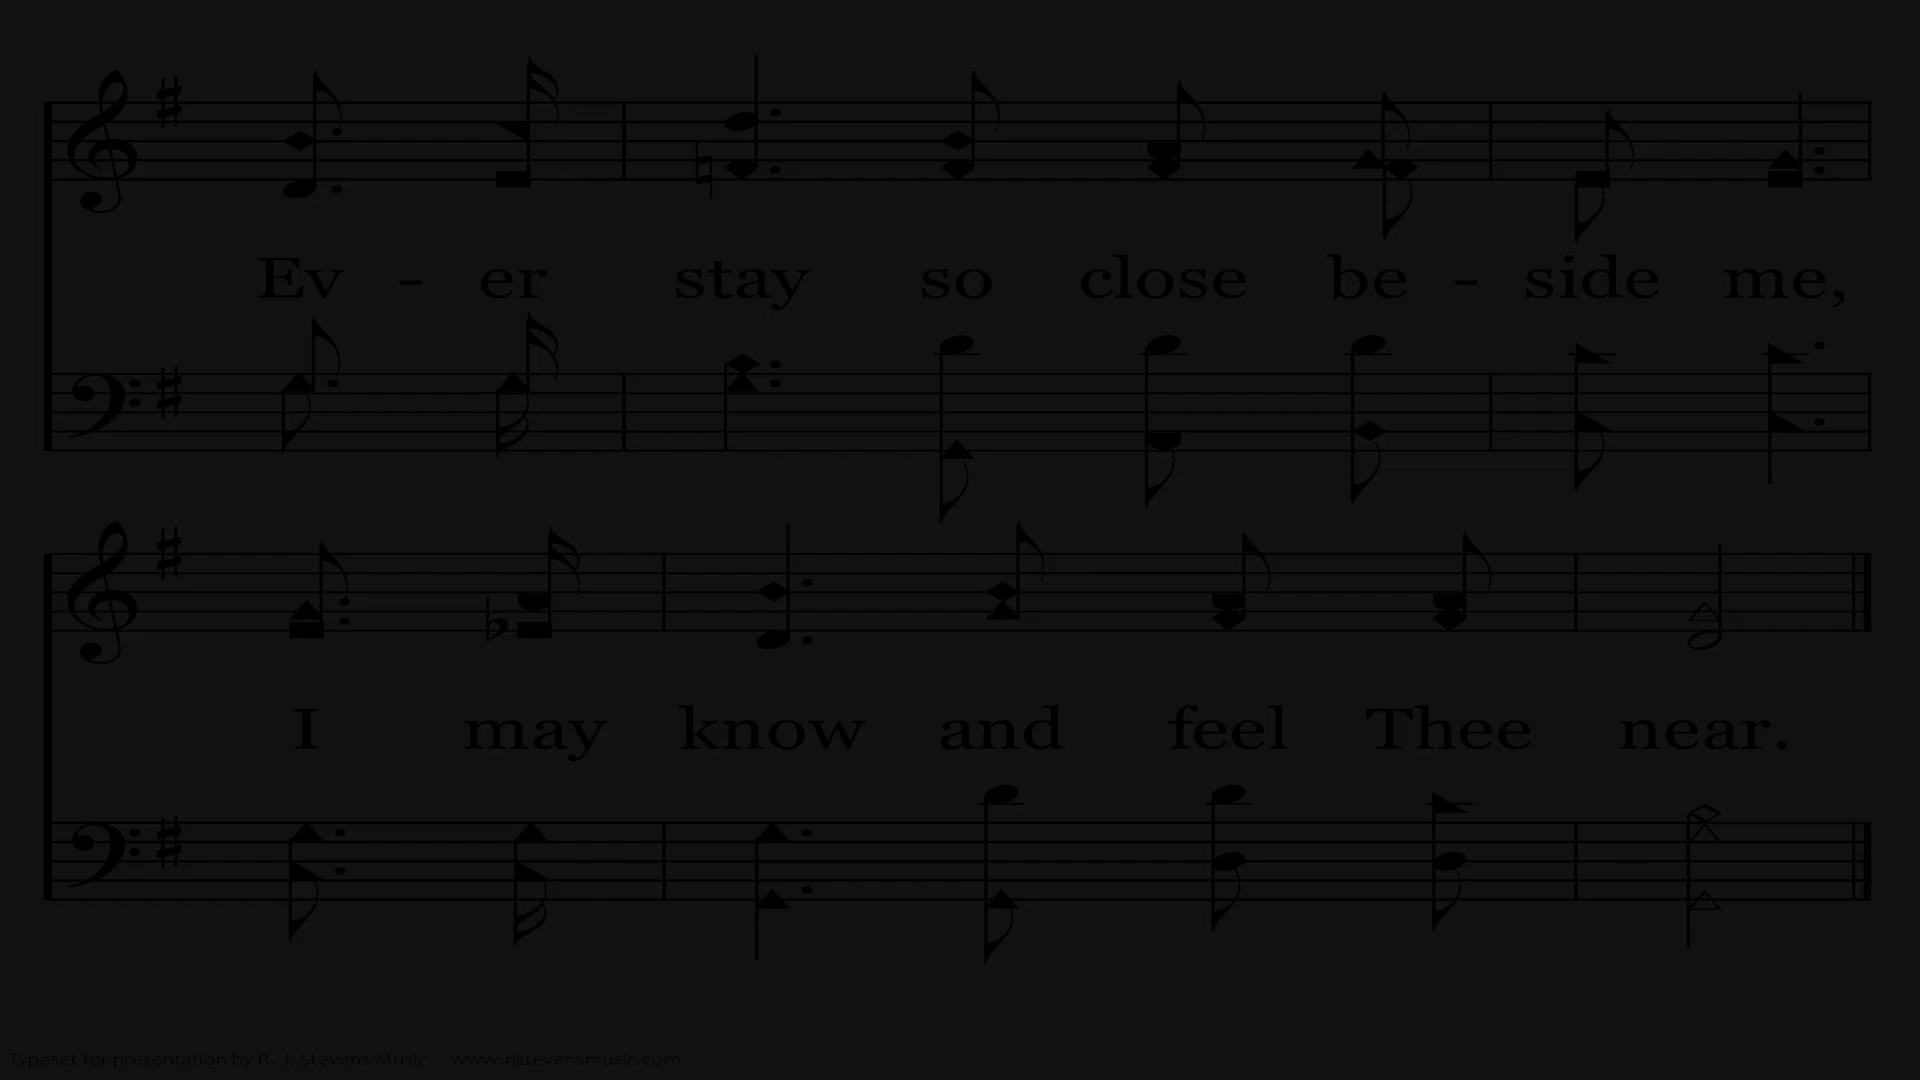 Ev - er stay so close be - side me,
I may know and feel Thee near.
Typeset for presentation by R. J. Stevens Music www.rjstevensmusic.com